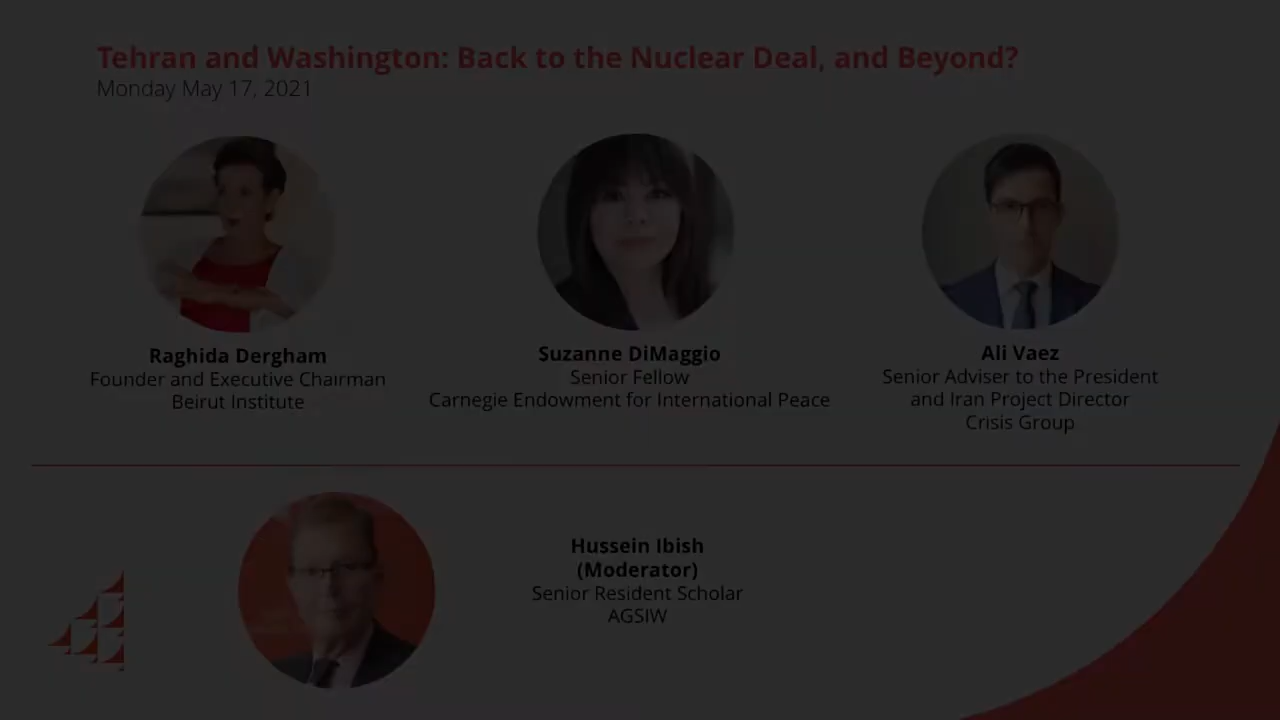 Tehran and Washington: Back to the Nuclear Deal, and Beyond?
Monday May 17, 2021
Raghida Dergham
Founder and Executive Chairman
Beirut Institute
Suzanne DiMaggio
Senior Fellow
Carnegie Endowment for International Peace
Ali Vaez
Senior Adviser to the President
and Iran Project Director
Crisis Group
Hussein Ibish
(Moderator)
Senior Resident Scholar
AGSIW